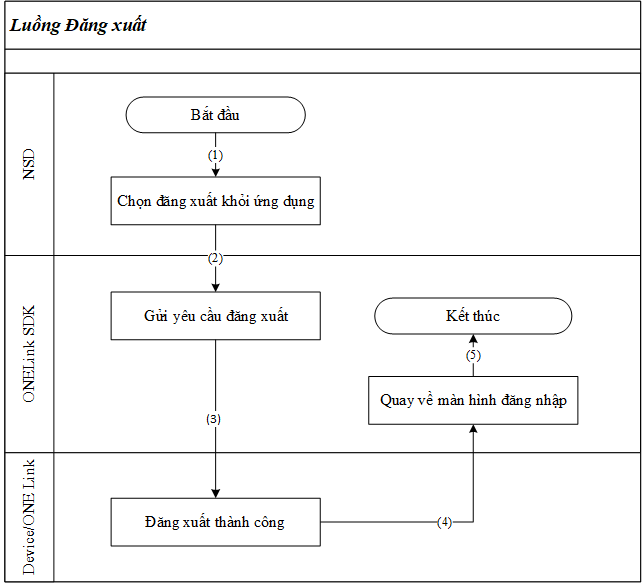 Luồng Đăng xuất
NSD
Bắt đầu
(1)
Chọn đăng xuất khỏi ứng dụng
(2)
ONELink SDK
Gửi yêu cầu đăng xuất
(3)
Kết thúc
(5)
Quay về màn hình đăng nhập
Device/ONE Link
Đăng xuất thành công
(4)